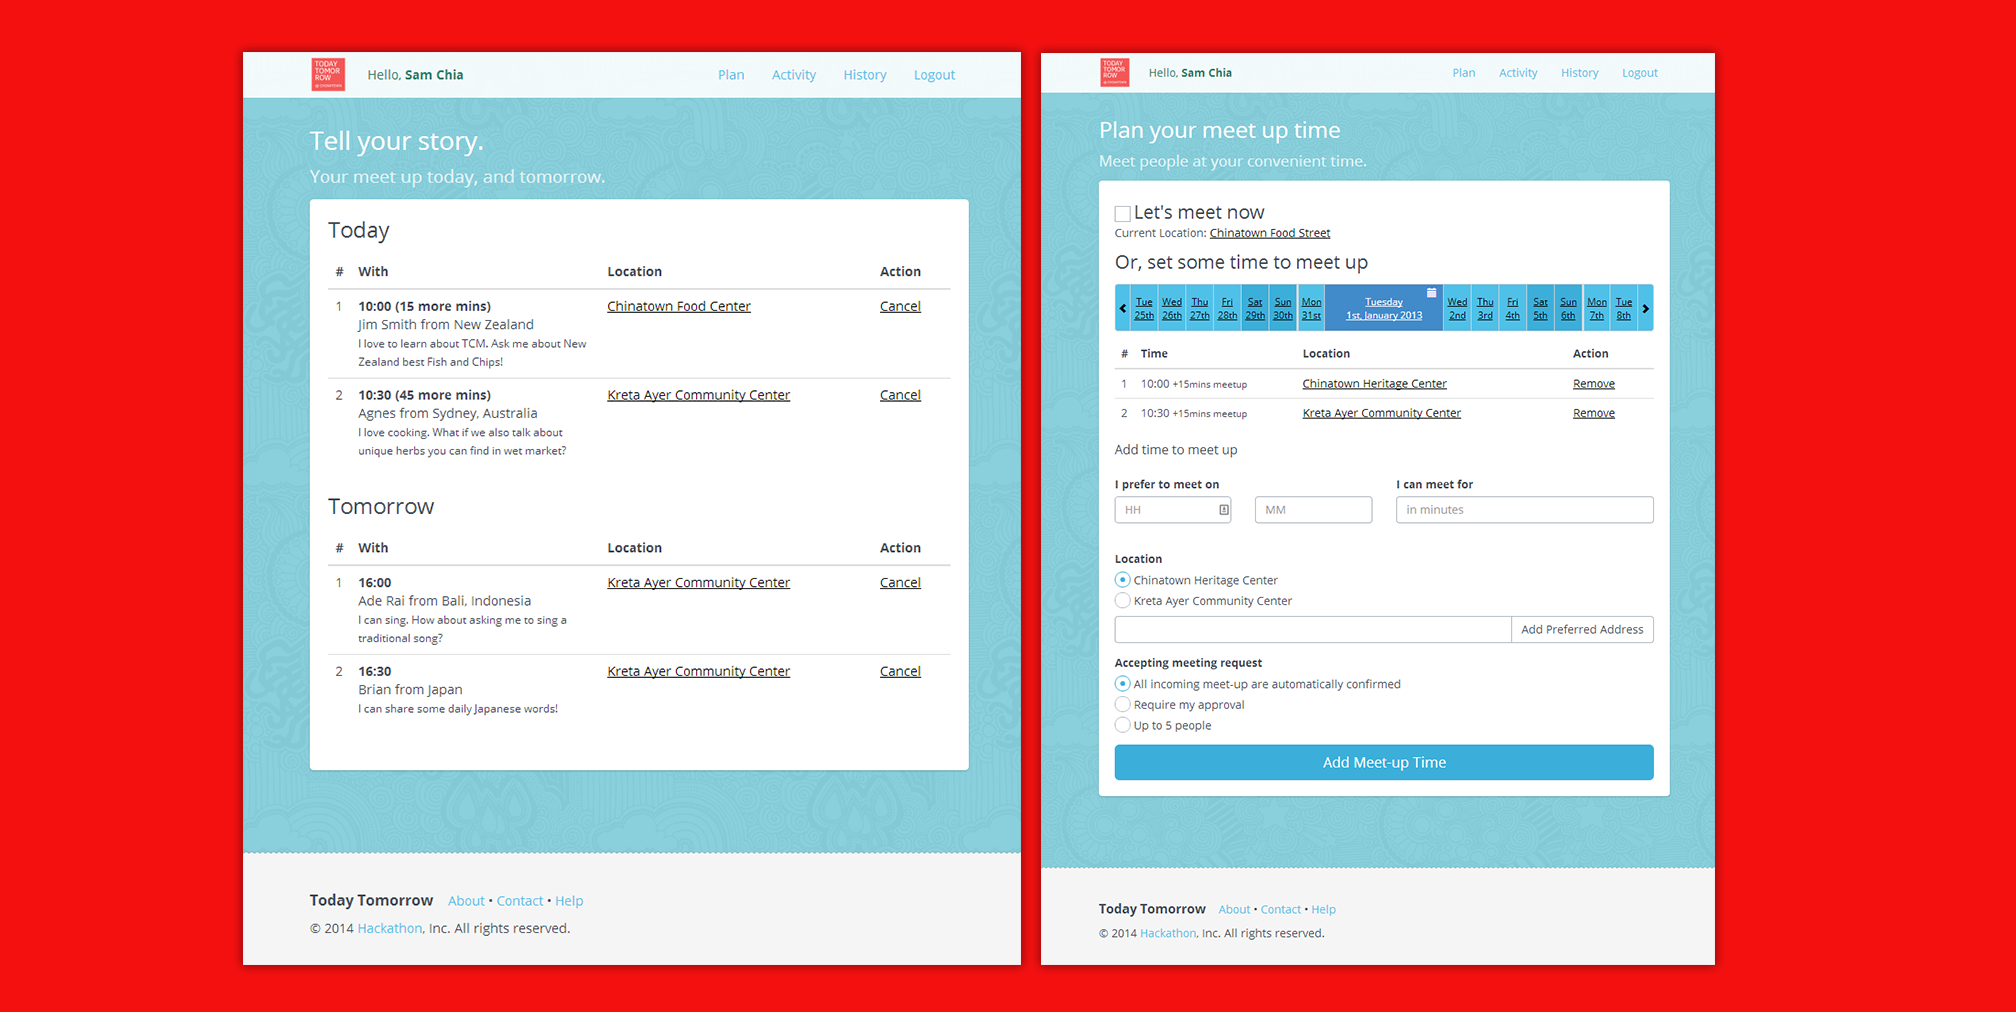 TODAY
TOMOR
ROW
@ CHINATOWN
Hello, Sam Chia
Plan Activity History Logout
Tell your story.
Your meet up today, and tomorrow.
Today
# With Location Action
1 10:00 (15 more mins) Chinatown Food Center Cancel
Jim Smith from New Zealand
I love to learn about TCM. Ask me about New
Zealand best Fish and Chips!
2 10:30 (45 more mins) Kreta Ayer Community Center Cancel
Agnes from Sydney, Australia
I love cooking. What if we also talk about
unique herbs you can find in wet market?
Tomorrow
# With Location Action
1 16:00 Kreta Ayer Community Center Cancel
Ade Rai from Bali, Indonesia
I can sing. How about asking me to sing a
traditional song?
2 16:30 Kreta Ayer Community Center Cancel
Brian from Japan
I can share some daily Japanese words!
Today Tomorrow About • Contact • Help
© 2014 Hackathon, Inc. All rights reserved.
TODAY
TOMOR
ROW
@ CHINATOWN
Hello, Sam Chia
Plan Activity History Logout
Plan your meet up time
Meet people at your convenient time.
Let's meet now
Current Location: Chinatown Food Street
Or, set some time to meet up
Tue Wed Thu Fri Sat Sun Mon Tuesday Wed Thu Fri Sat Sun Mon Tue
25th 26th 27th 28th 29th 30th 31st 1st, January 2013 2nd 3rd 4th 5th 6th 7th 8th
# Time Location Action
1 10:00 +15mins meetup Chinatown Heritage Center Remove
2 10:30 +15mins meetup Kreta Ayer Community Center Remove
Add time to meet up
I prefer to meet on I can meet for
HH MM in minutes
Location
Chinatown Heritage Center
Kreta Ayer Community Center
Add Preferred Address
Accepting meeting request
All incoming meet-up are automatically confirmed
Require my approval
Up to 5 people
Add Meet-up Time
Today Tomorrow About • Contact • Help
© 2014 Hackathon, Inc. All rights reserved.